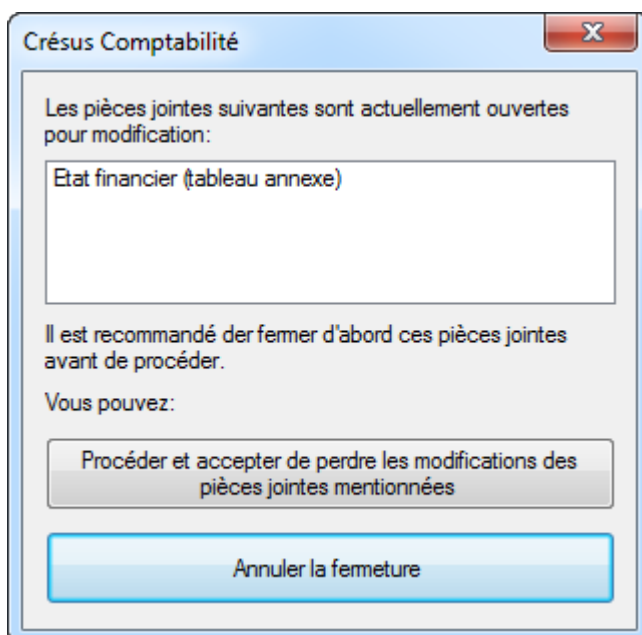 Crésus Comptabilité
Les pièces jointes suivantes sont actuellement ouvertes
pour modification:
Etat financier (tableau annexe)
Il est recommandé der fermer d'abord ces pièces jointes
avant de procéder.
Vous pouvez:
Procéder et accepter de perdre les modifications des
pièces jointes mentionnées
Annuler la fermeture